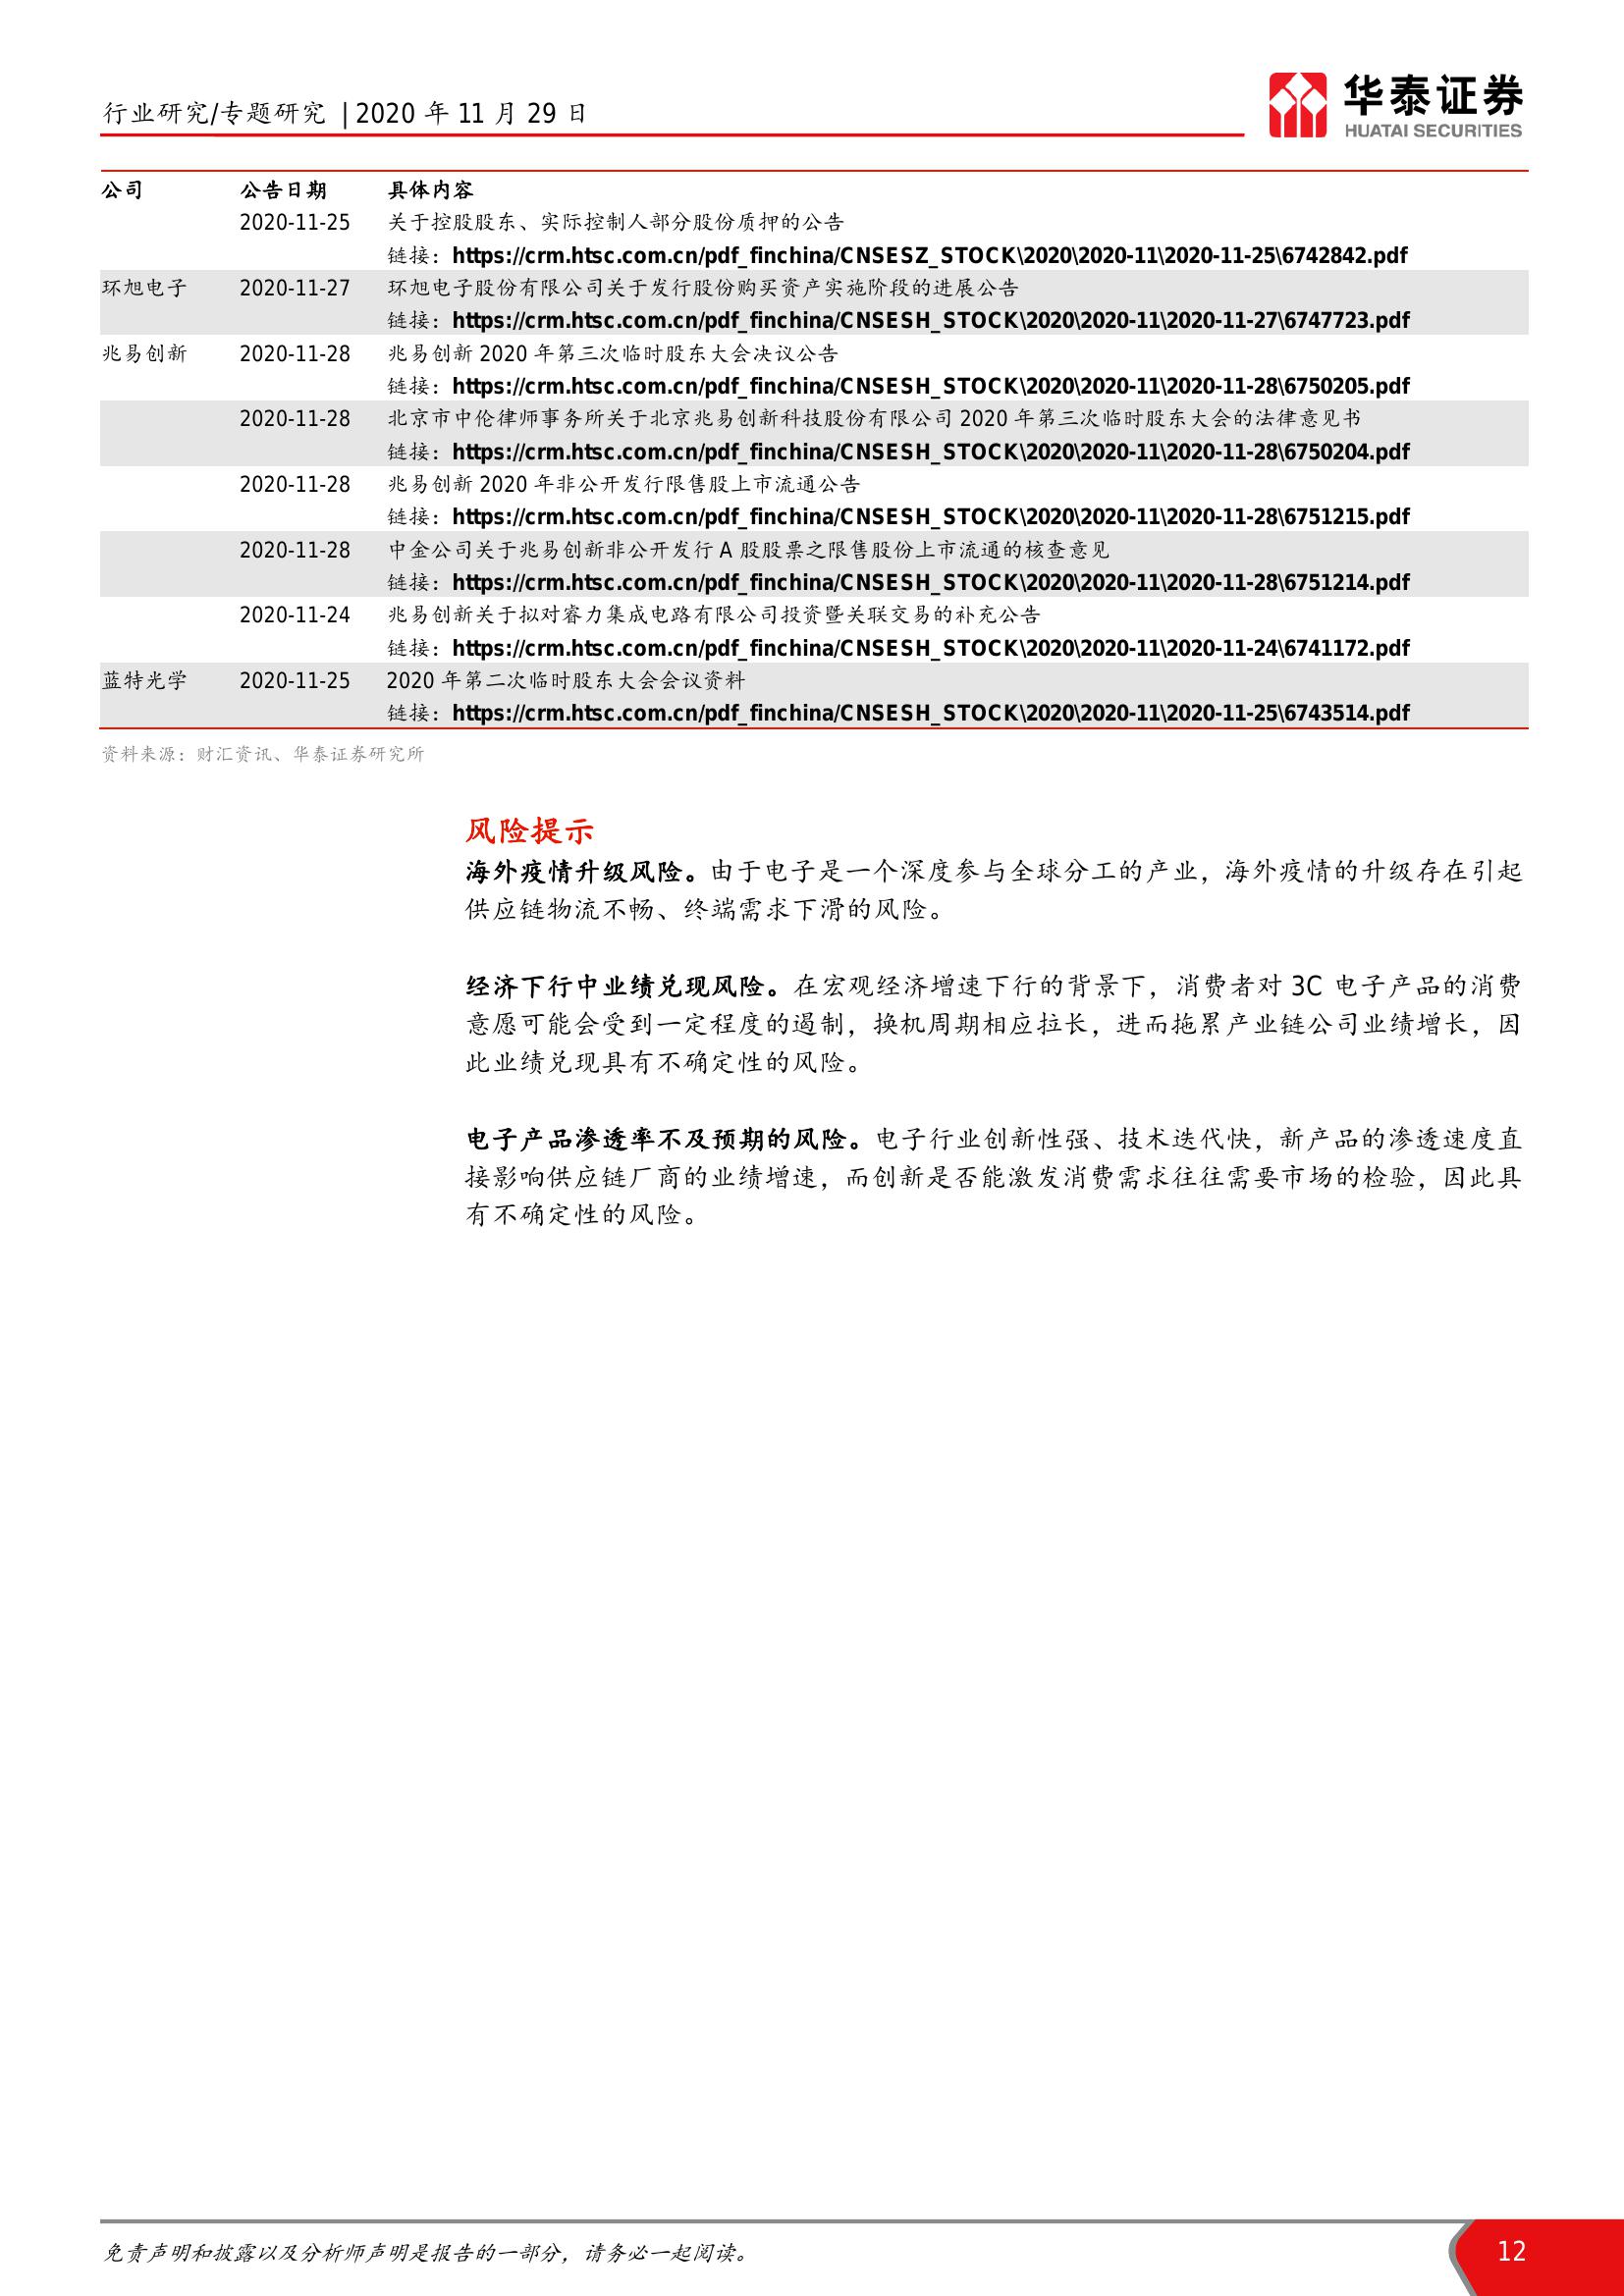 行业研究/专题研究 | 2020 年 11 月 29 日
华泰证券
HUATAI SECURITIES
公司 公告日期 具体内容
2020-11-25 关于控股股东、实际控制人部分股份质押的公告
链接：https://crm.htsc.com.cn/pdf_finchina/CNSESZ_STOCK\2020\2020-11\2020-11-25\6742842.pdf
环旭电子 2020-11-27 环旭电子股份有限公司关于发行股份购买资产实施阶段的进展公告
链接：https://crm.htsc.com.cn/pdf_finchina/CNSESH_STOCK\2020\2020-11\2020-11-27\6747723.pdf
兆易创新 2020-11-28 兆易创新 2020 年第三次临时股东大会决议公告
链接：https://crm.htsc.com.cn/pdf_finchina/CNSESH_STOCK\2020\2020-11\2020-11-28\6750205.pdf
2020-11-28 北京市中伦律师事务所关于北京兆易创新科技股份有限公司 2020 年第三次临时股东大会的法律意见书
链接：https://crm.htsc.com.cn/pdf_finchina/CNSESH_STOCK\2020\2020-11\2020-11-28\6750204.pdf
2020-11-28 兆易创新 2020 年非公开发行限售股上市流通公告
链接：https://crm.htsc.com.cn/pdf_finchina/CNSESH_STOCK\2020\2020-11\2020-11-28\6751215.pdf
2020-11-28 中金公司关于兆易创新非公开发行 A 股股票之限售股份上市流通的核查意见
链接：https://crm.htsc.com.cn/pdf_finchina/CNSESH_STOCK\2020\2020-11\2020-11-28\6751214.pdf
2020-11-24 兆易创新关于拟对睿力集成电路有限公司投资暨关联交易的补充公告
链接：https://crm.htsc.com.cn/pdf_finchina/CNSESH_STOCK\2020\2020-11\2020-11-24\6741172.pdf
蓝特光学 2020-11-25 2020 年第二次临时股东大会会议资料
链接：https://crm.htsc.com.cn/pdf_finchina/CNSESH_STOCK\2020\2020-11\2020-11-25\6743514.pdf
资料来源：财汇资讯、华泰证券研究所
风险提示
海外疫情升级风险。由于电子是一个深度参与全球分工的产业，海外疫情的升级存在引起
供应链物流不畅、终端需求下滑的风险。
经济下行中业绩兑现风险。在宏观经济增速下行的背景下，消费者对 3C 电子产品的消费
意愿可能会受到一定程度的遏制，换机周期相应拉长，进而拖累产业链公司业绩增长，因
此业绩兑现具有不确定性的风险。
电子产品渗透率不及预期的风险。电子行业创新性强、技术迭代快，新产品的渗透速度直
接影响供应链厂商的业绩增速，而创新是否能激发消费需求往往需要市场的检验，因此具
有不确定性的风险。
免责声明和披露以及分析师声明是报告的一部分，请务必一起阅读。
12